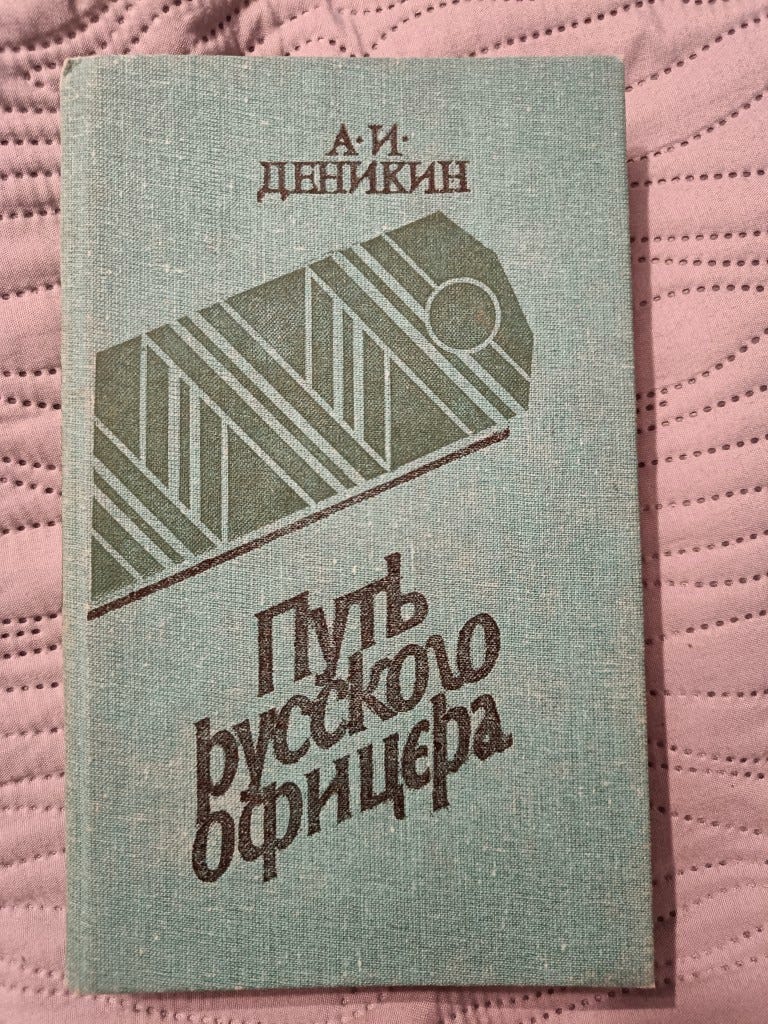 А·И·
ДЕНИКИН
Путь
русского
офицера